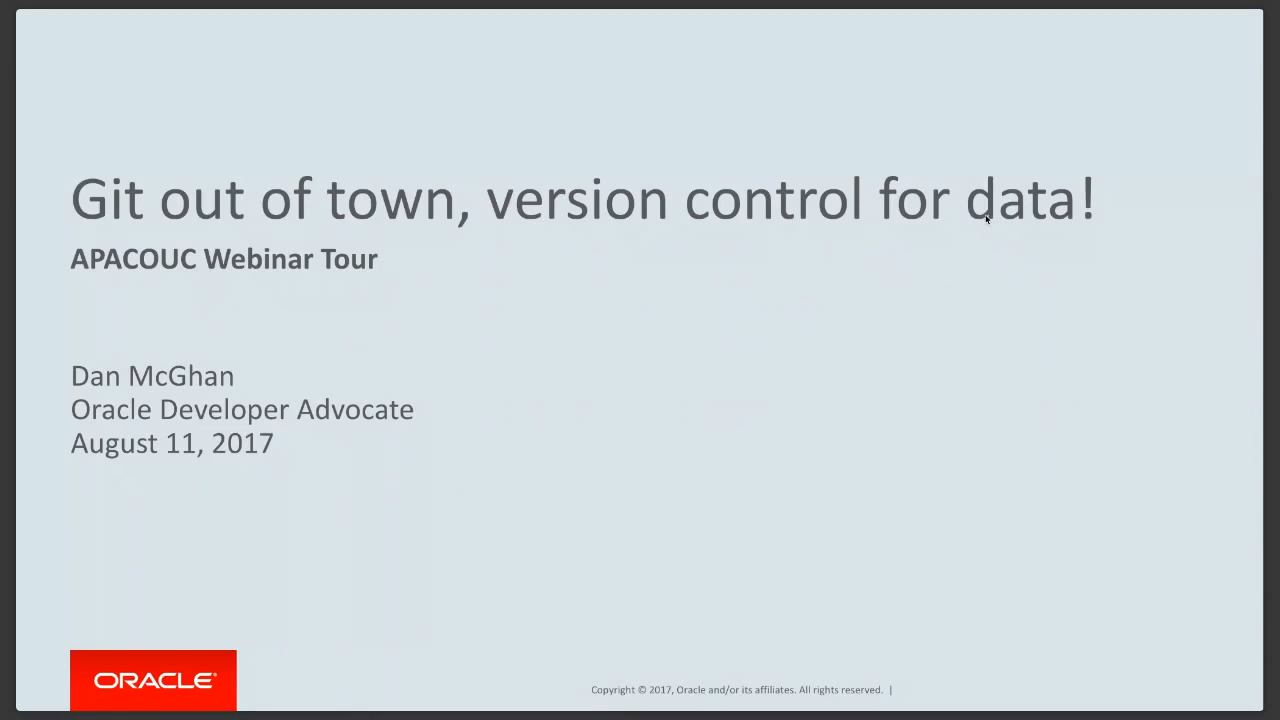 Git out of town, version control for data!
APACOUC Webinar Tour
Dan McGhan
Oracle Developer Advocate
August 11, 2017
ORACLE®
Copyright © 2017, Oracle and/or its affiliates. All rights reserved. |